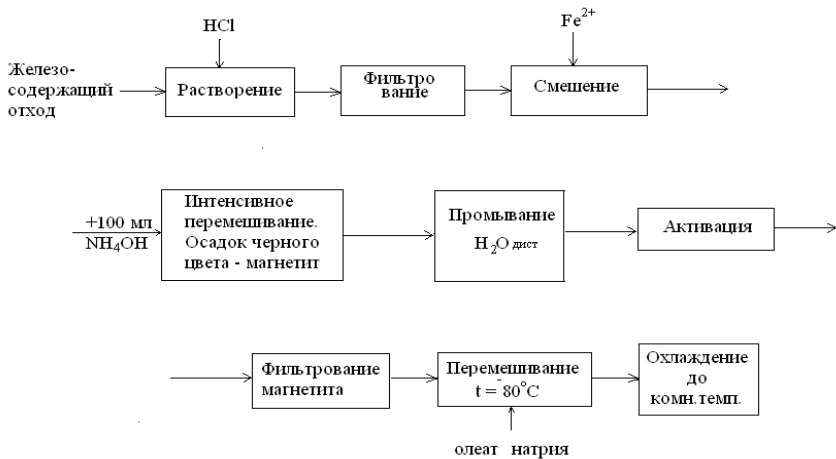 HCl
Fe²⁺
Железо-
содержащий
отход
Растворение
Фильтро
вание
Смешение
+100 мл
NH₄OH
Интенсивное
перемешивание.
Осадок черного
цвета - магнетит
Промывание
H₂O дист
Активация
Фильтрование
магнетита
Перемешивание
t = 80°C
Охлаждение
до
комн.темп.
олеат натрия